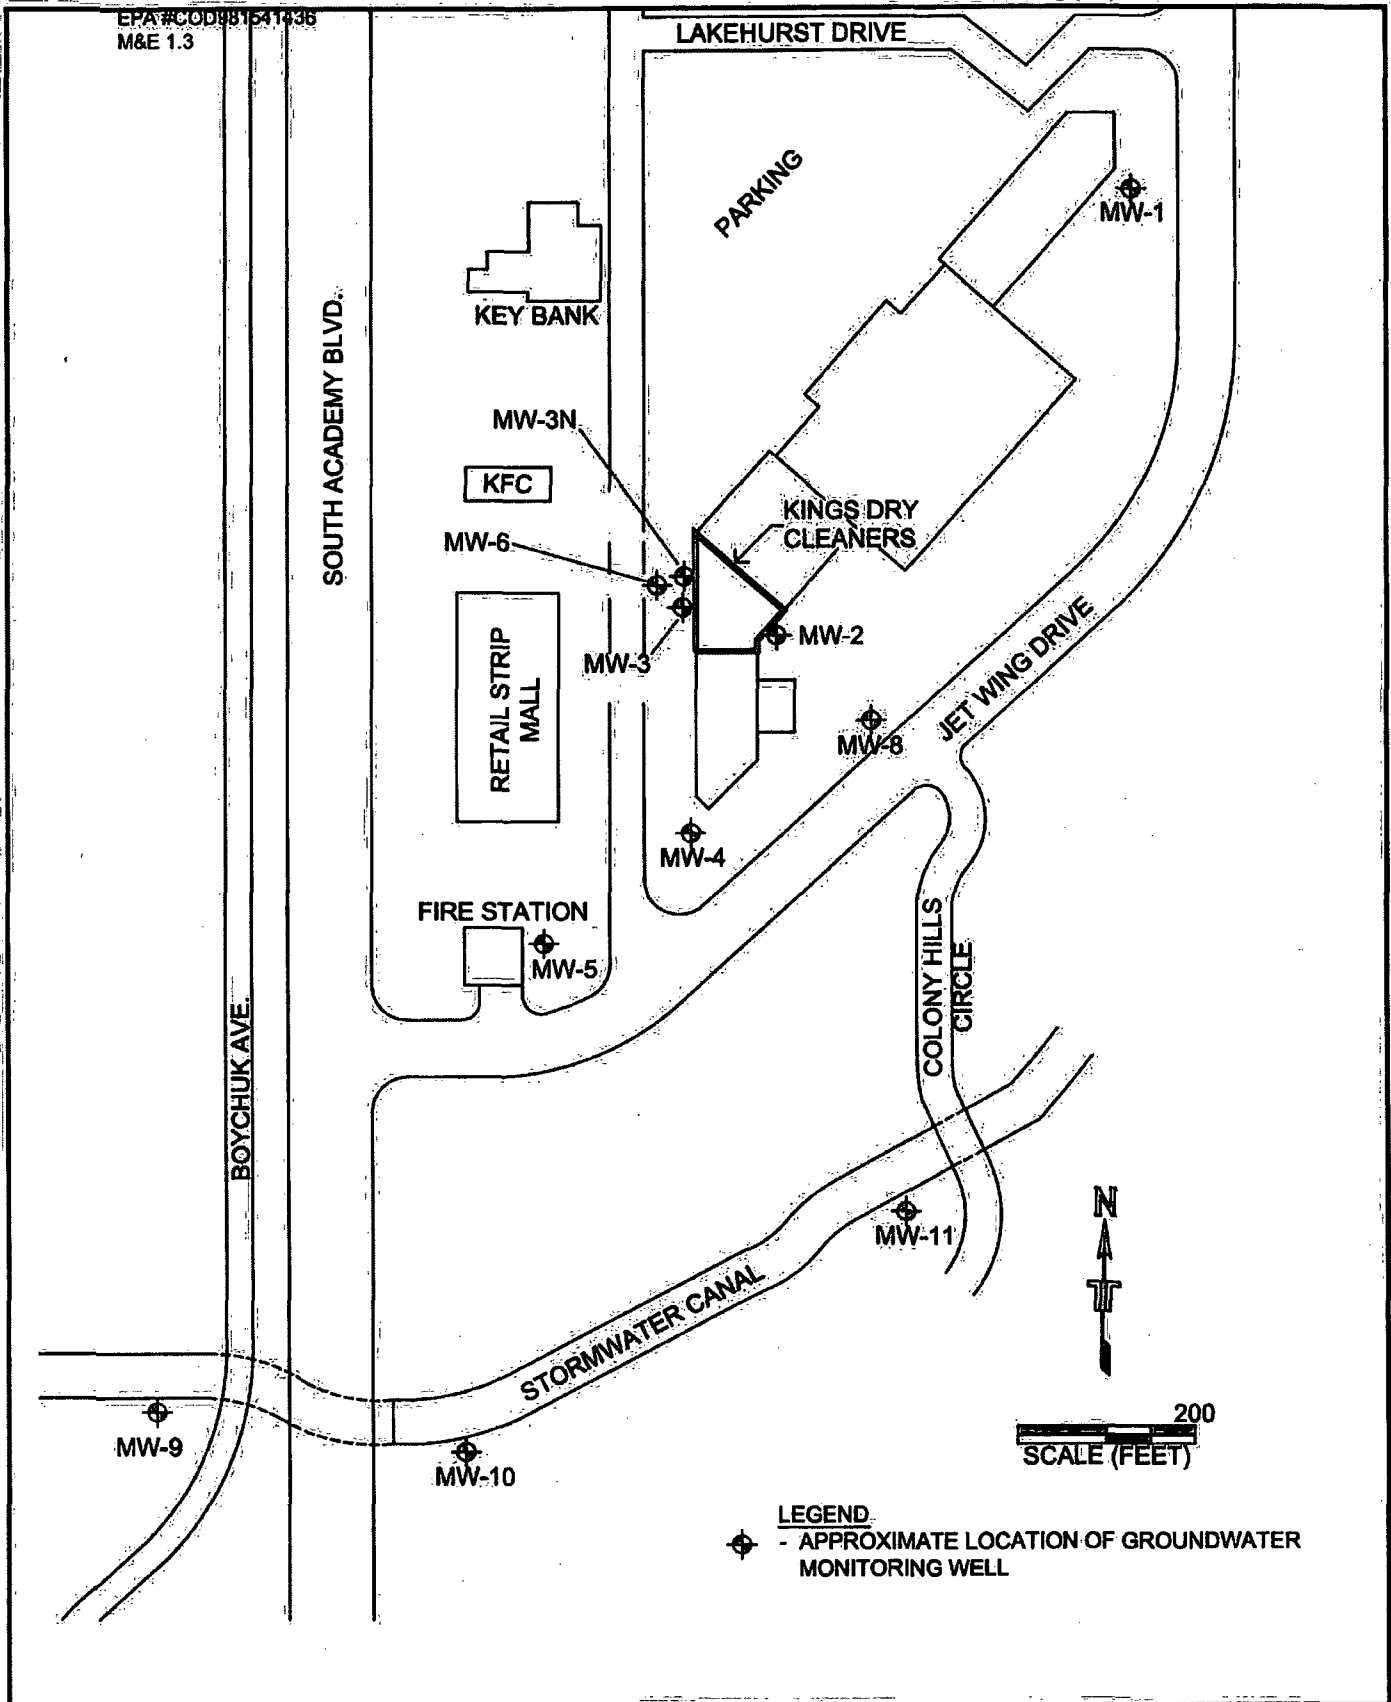 EPA #COD981541436
M&E 1.3
LAKEHURST DRIVE
PARKING
MW-1
KEY BANK
SOUTH ACADEMY BLVD.
MW-3N
KFC
KINGS DRY
CLEANERS
MW-6
MW-2
MW-3
RETAIL STRIP
MALL
JET WING DRIVE
MW-8
MW-4
FIRE STATION
MW-5
COLONY HILLS
CIRCLE
BOYCHUK AVE.
MW-11
N
STORMWATER CANAL
MW-9
MW-10
200
SCALE (FEET)
LEGEND
- APPROXIMATE LOCATION OF GROUNDWATER
MONITORING WELL